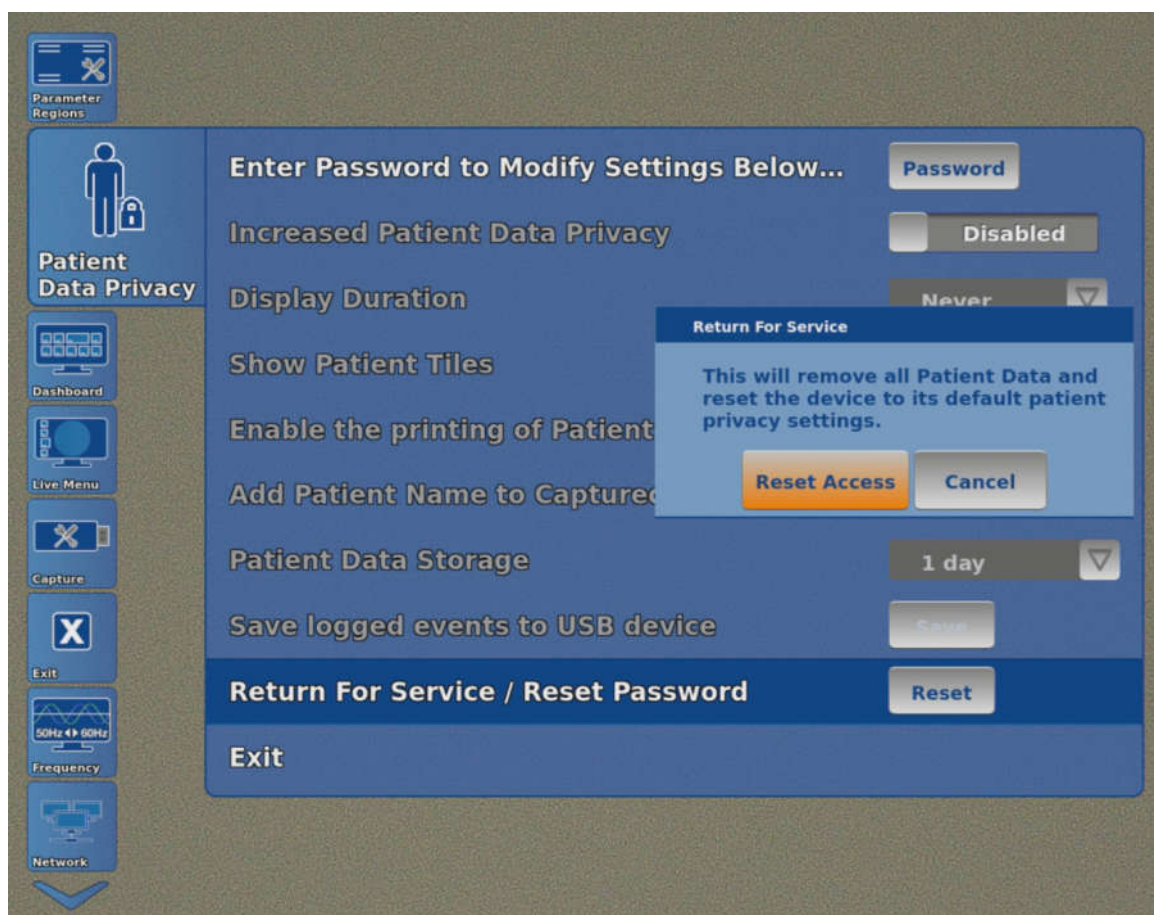 Parameter
Regions
Patient
Data Privacy
Dashboard
Live Menu
Capture
X
Exit
50Hz 60Hz
Frequency
Network
Enter Password to Modify Settings Below...
Password
Increased Patient Data Privacy
Disabled
Display Duration
Never
Show Patient Tiles
Enable the printing of Patient
Add Patient Name to Captured
Patient Data Storage
1 day
Save logged events to USB device
Save
Return For Service / Reset Password
Reset
Exit
Return For Service
This will remove all Patient Data and
reset the device to its default patient
privacy settings.
Reset Access
Cancel